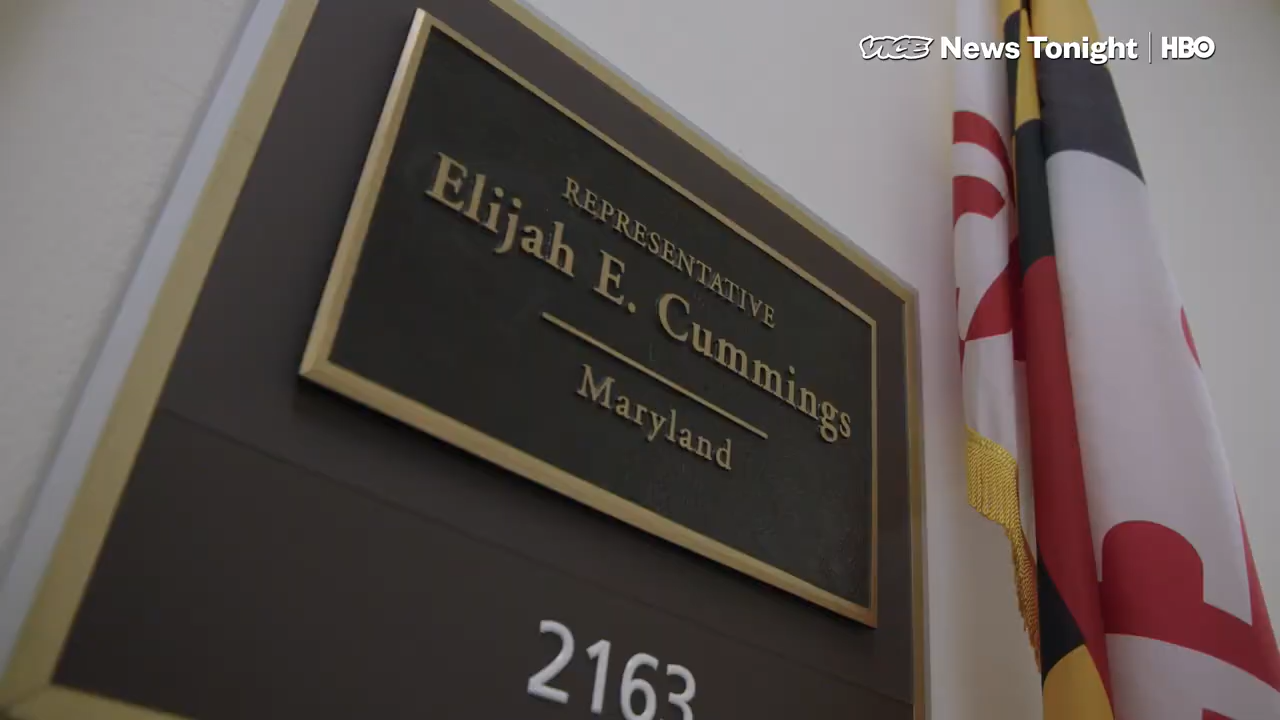 VICE News Tonight | HBO
REPRESENTATIVE
Elijah E. Cummings
Maryland
2163